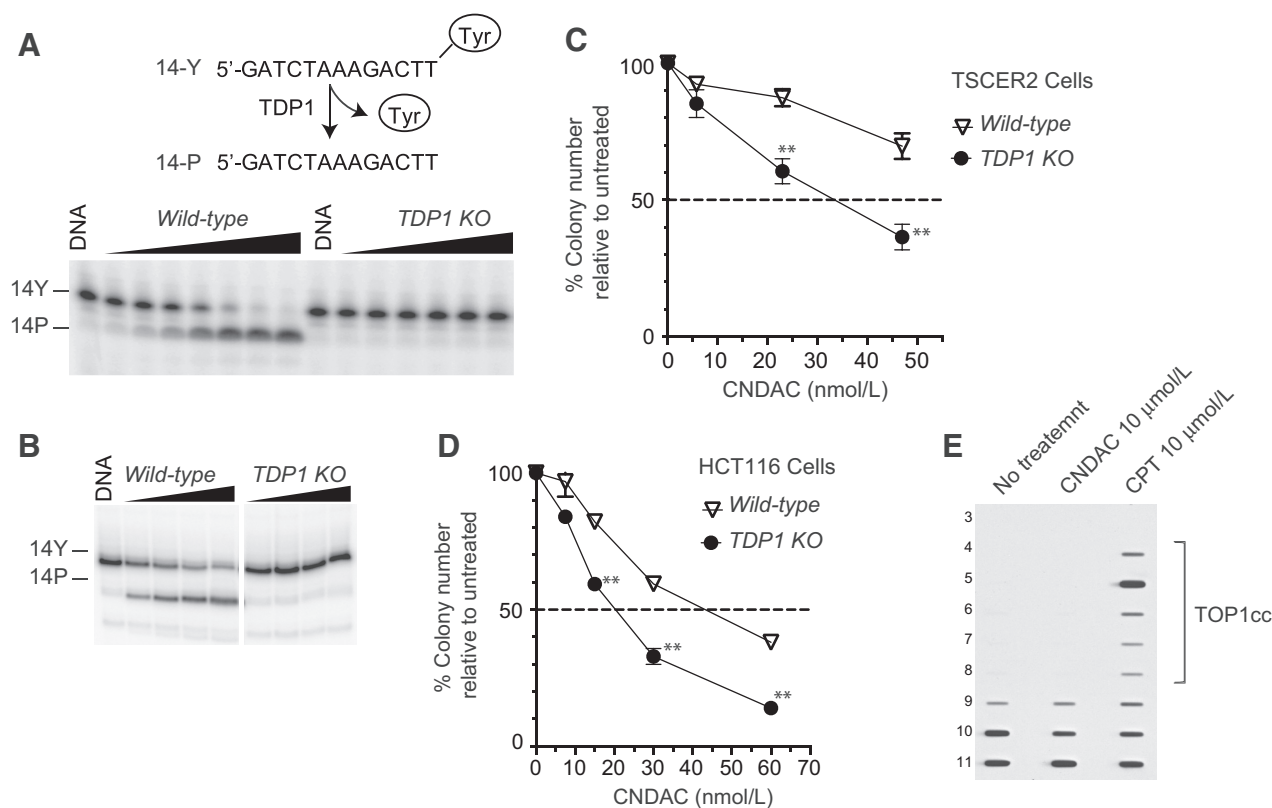 A
Tyr
14-Y 5'-GATCTAAAGACTT
TDP1
Tyr
14-P 5'-GATCTAAAGACTT
DNA
Wild-type
DNA
TDP1 KO
14Y
14P
B
DNA
Wild-type
TDP1 KO
14Y
14P
C
TSCER2 Cells
Wild-type
TDP1 KO
% Colony number
relative to untreated
100
50
0
**
**
0 10 20 30 40 50
CNDAC (nmol/L)
D
HCT116 Cells
Wild-type
TDP1 KO
% Colony number
relative to untreated
100
50
0
**
**
**
0 10 20 30 40 50 60 70
CNDAC (nmol/L)
E
No treatemnt
CNDAC 10 μmol/L
CPT 10 μmol/L
3
4
5
6
7
8
9
10
11
TOP1cc